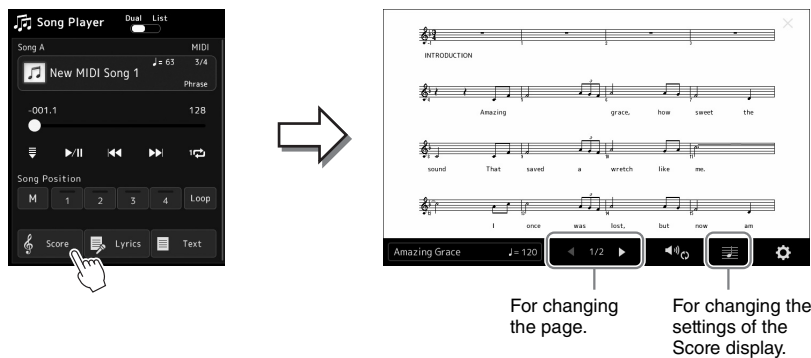 Song Player
Dual List
Song A MIDI
♩= 63 3/4
New MIDI Song 1
Phrase
-001.1 128
Song Position
M 1 2 3 4 Loop
Score Lyrics Text
INTRODUCTION
Amazing grace, how sweet the
sound That saved a wretch like me.
I once was lost, but now am
Amazing Grace ♩= 120 1/2
For changing
the page.
For changing the
settings of the
Score display.